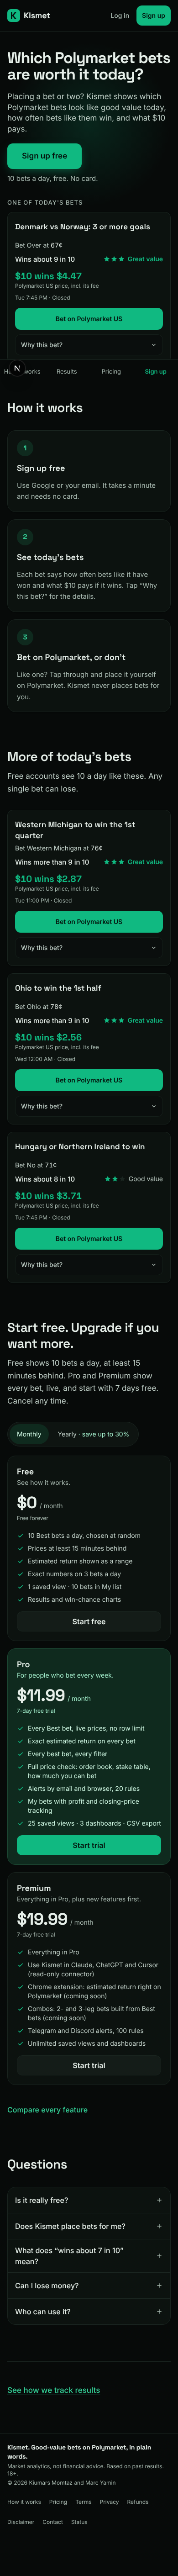 K Kismet Log in Sign up
Which Polymarket bets
are worth it today?
Placing a bet or two? Kismet shows which
Polymarket bets look like good value today,
how often bets like them win, and what $10
pays.
Sign up free
10 bets a day, free. No card.
ONE OF TODAY'S BETS
Denmark vs Norway: 3 or more goals
Bet Over at 67¢
Wins about 9 in 10 ★★★ Great value
$10 wins $4.47
Polymarket US price, incl. its fee
Tue 7:45 PM · Closed
Bet on Polymarket US
Why this bet?
N
Results Pricing Sign up
How it works
1
Sign up free
Use Google or your email. It takes a minute
and needs no card.
2
See today's bets
Each bet says how often bets like it have
won and what $10 pays if it wins. Tap "Why
this bet?" for the details.
3
Bet on Polymarket, or don't
Like one? Tap through and place it yourself
on Polymarket. Kismet never places bets for
you.
More of today's bets
Free accounts see 10 a day like these. Any
single bet can lose.
Western Michigan to win the 1st
quarter
Bet Western Michigan at 76¢
Wins more than 9 in 10 ★★★ Great value
$10 wins $2.87
Polymarket US price, incl. its fee
Tue 11:00 PM · Closed
Bet on Polymarket US
Why this bet?
Ohio to win the 1st half
Bet Ohio at 78¢
Wins more than 9 in 10 ★★★ Great value
$10 wins $2.56
Polymarket US price, incl. its fee
Wed 12:00 AM · Closed
Bet on Polymarket US
Why this bet?
Hungary or Northern Ireland to win
Bet No at 71¢
Wins about 8 in 10 ★★★ Good value
$10 wins $3.71
Polymarket US price, incl. its fee
Tue 7:45 PM · Closed
Bet on Polymarket US
Why this bet?
Start free. Upgrade if you
want more.
Free shows 10 bets a day, at least 15
minutes behind. Pro and Premium show
every bet, live, and start with 7 days free.
Cancel any time.
Monthly Yearly · save up to 30%
Free
See how it works.
$0 / month
Free forever
✓ 10 Best bets a day, chosen at random
✓ Prices at least 15 minutes behind
✓ Estimated return shown as a range
✓ Exact numbers on 3 bets a day
✓ 1 saved view · 10 bets in My list
✓ Results and win-chance charts
Start free
Pro
For people who bet every week.
$11.99 / month
7-day free trial
✓ Every Best bet, live prices, no row limit
✓ Exact estimated return on every bet
✓ Every best bet, every filter
✓ Full price check: order book, stake table,
how much you can bet
✓ Alerts by email and browser, 20 rules
✓ My bets with profit and closing-price
tracking
✓ 25 saved views · 3 dashboards · CSV export
Start trial
Premium
Everything in Pro, plus new features first.
$19.99 / month
7-day free trial
✓ Everything in Pro
✓ Use Kismet in Claude, ChatGPT and Cursor
(read-only connector)
✓ Chrome extension: estimated return right on
Polymarket (coming soon)
✓ Combos: 2- and 3-leg bets built from Best
bets (coming soon)
✓ Telegram and Discord alerts, 100 rules
✓ Unlimited saved views and dashboards
Start trial
Compare every feature
Questions
Is it really free? +
Does Kismet place bets for me? +
What does "wins about 7 in 10"
mean? +
Can I lose money? +
Who can use it? +
See how we track results
Kismet. Good-value bets on Polymarket, in plain
words.
Market analytics, not financial advice. Based on past results.
18+.
© 2026 Kiumars Momtaz and Marc Yamin
How it works Pricing Terms Privacy Refunds
Disclaimer Contact Status